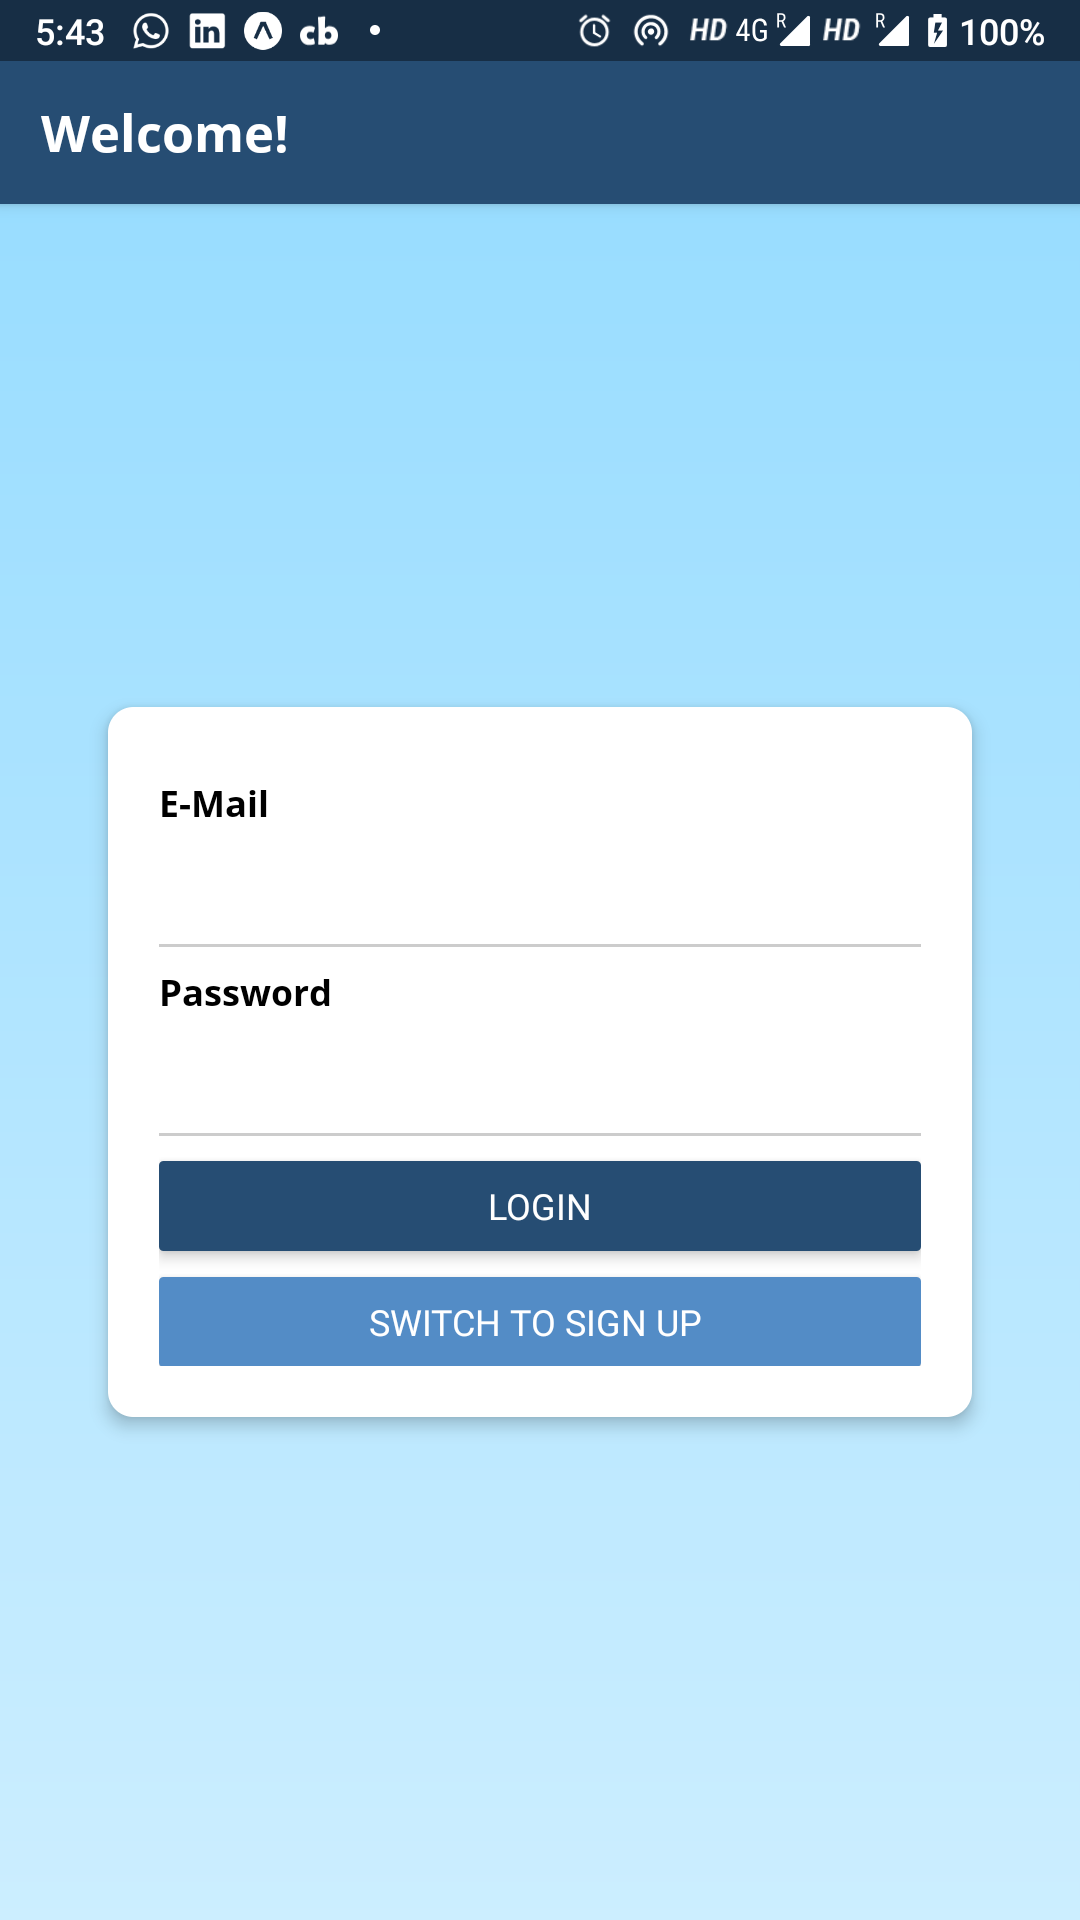 5:43 in cb HD 4G R HD R 100%
Welcome!
E-Mail
Password
LOGIN
SWITCH TO SIGN UP